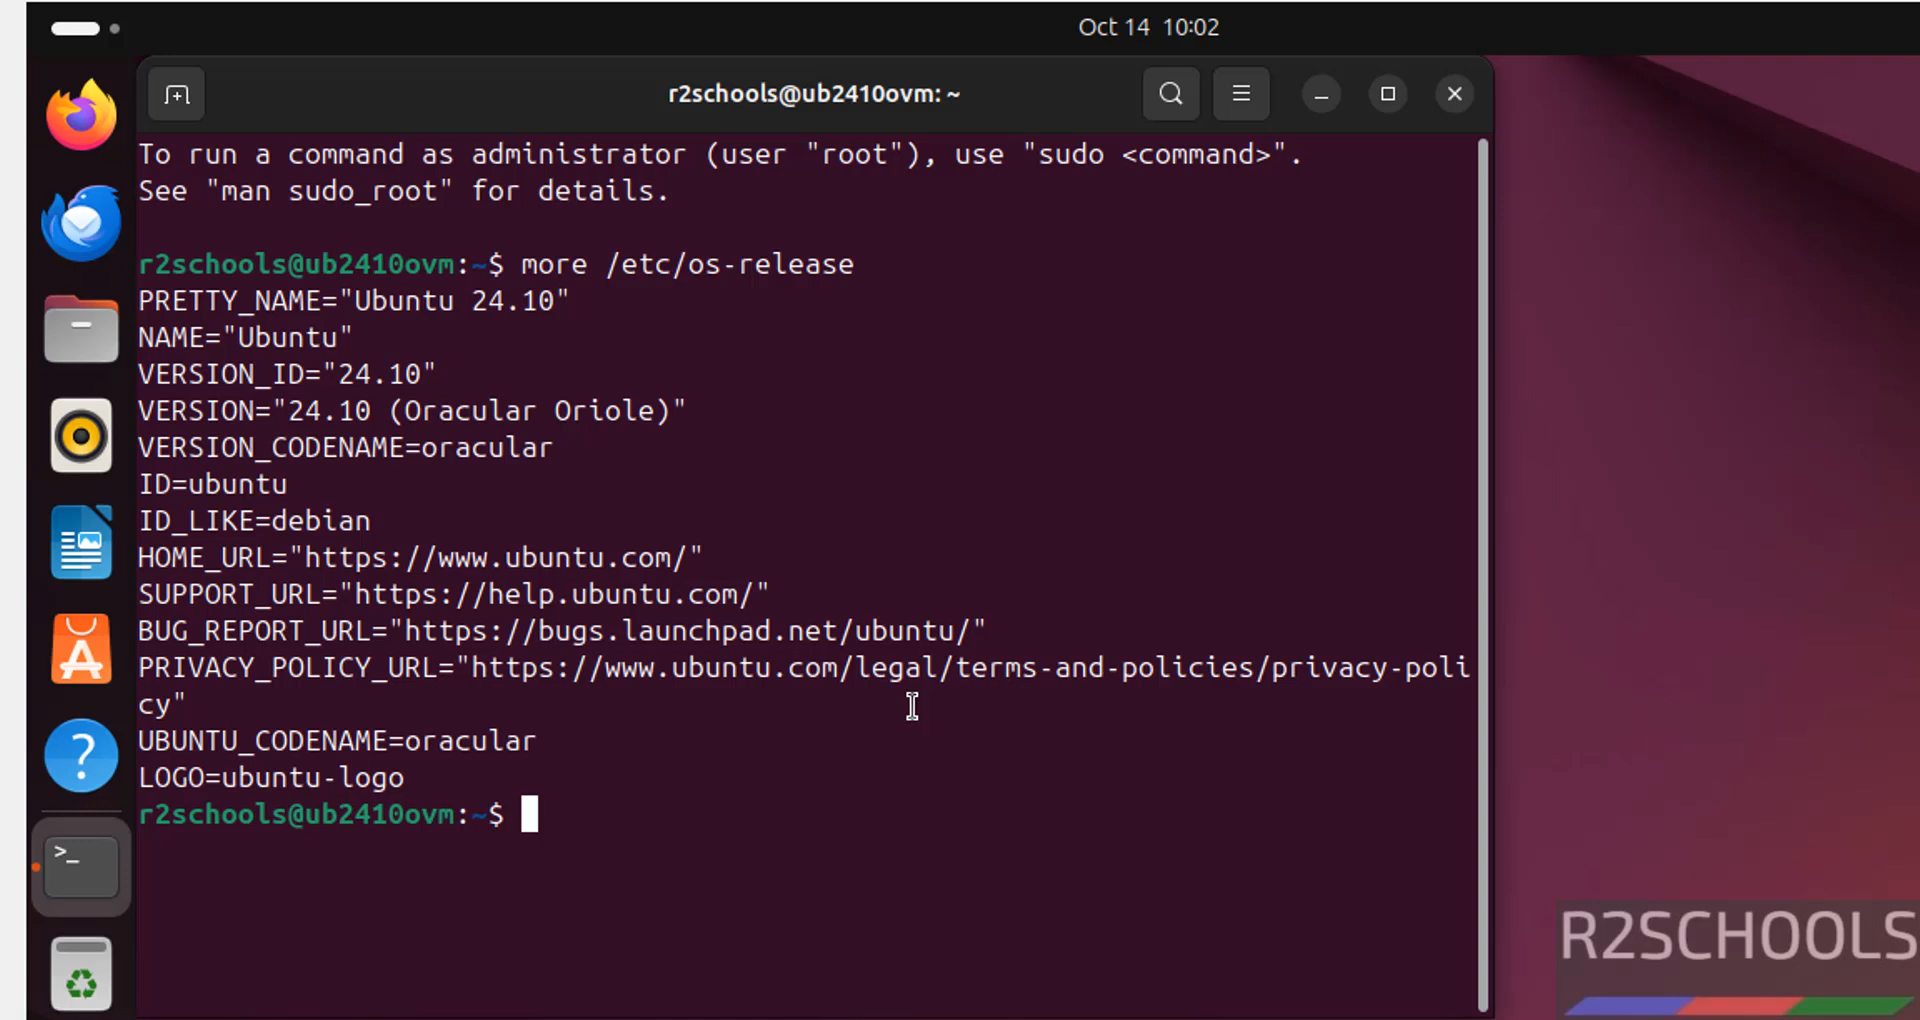 Oct 14 10:02
r2schools@ub2410ovm: ~
To run a command as administrator (user "root"), use "sudo <command>".
See "man sudo_root" for details.
r2schools@ub2410ovm:~$ more /etc/os-release
PRETTY_NAME="Ubuntu 24.10"
NAME="Ubuntu"
VERSION_ID="24.10"
VERSION="24.10 (Oracular Oriole)"
VERSION_CODENAME=oracular
ID=ubuntu
ID_LIKE=debian
HOME_URL="https://www.ubuntu.com/"
SUPPORT_URL="https://help.ubuntu.com/"
BUG_REPORT_URL="https://bugs.launchpad.net/ubuntu/"
PRIVACY_POLICY_URL="https://www.ubuntu.com/legal/terms-and-policies/privacy-poli
cy"
UBUNTU_CODENAME=oracular
LOGO=ubuntu-logo
r2schools@ub2410ovm:~$
R2SCHOOLS